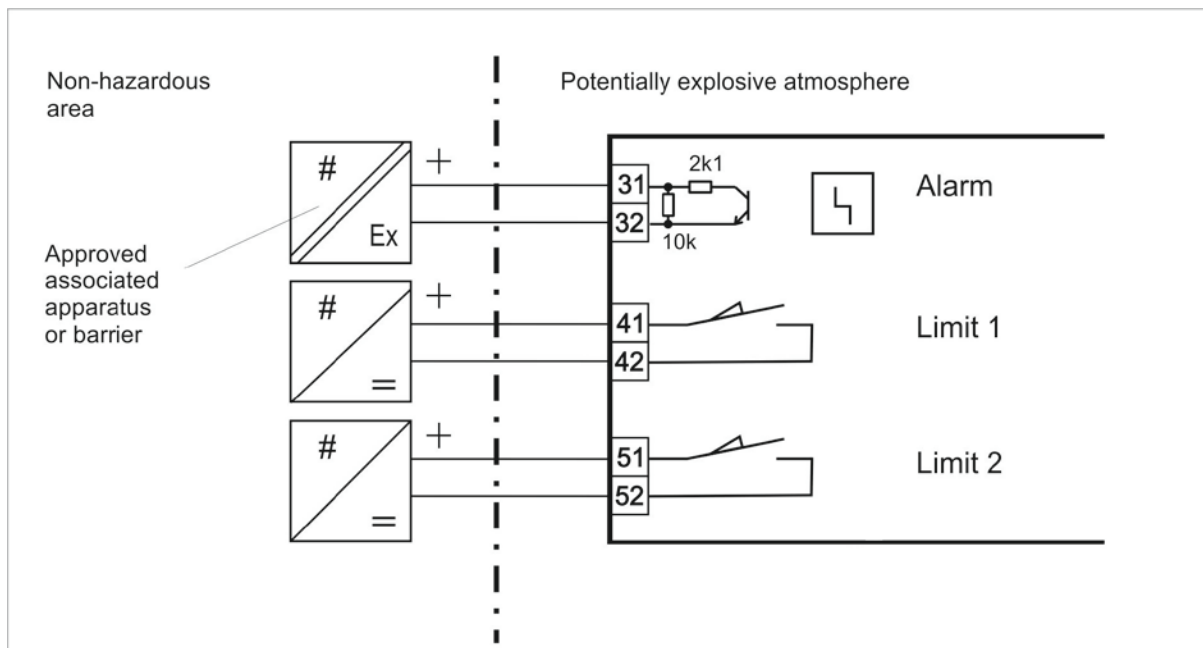 Non-hazardous
area
Potentially explosive atmosphere
#
+
Ex
Approved
associated
apparatus
or barrier
31
32
2k1
10k
Alarm
#
+
=
41
42
Limit 1
#
+
=
51
52
Limit 2